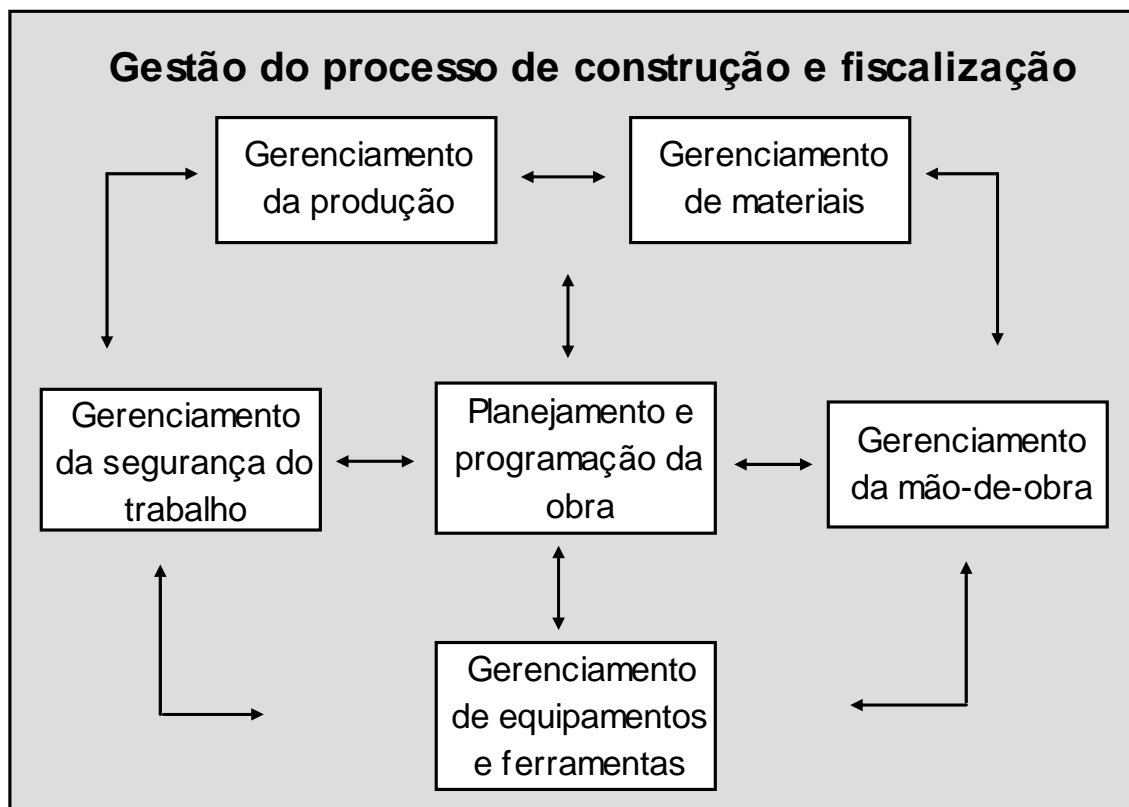 Gestão do processo de construção e fiscalização
Gerenciamento
da produção
Gerenciamento
de materiais
Gerenciamento
da segurança do
trabalho
Planejamento e
programação da
obra
Gerenciamento
da mão-de-obra
Gerenciamento
de equipamentos
e ferramentas